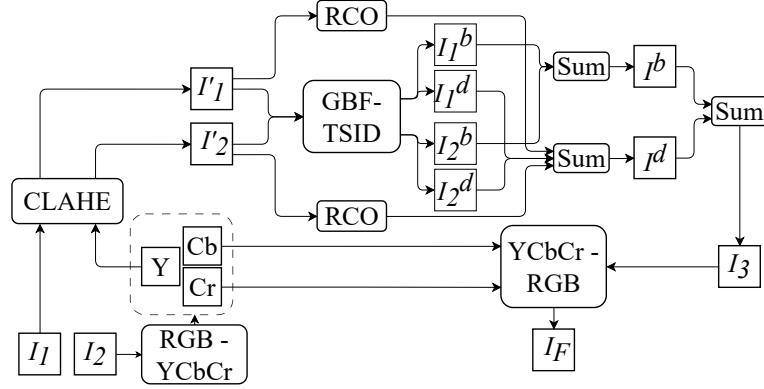 RCO
I₁ᵇ
I'₁
GBF-
TSID
I₁ᵈ
Sum
Iᵇ
Sum
I'₂
I₂ᵇ
Sum
Iᵈ
CLAHE
I₂ᵈ
RCO
Y
Cb
Cr
YCbCr -
RGB
I₃
I₁
I₂
RGB -
YCbCr
I_F